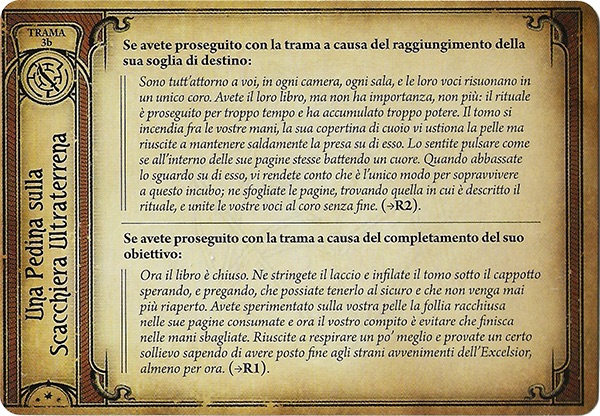 TRAMA
3b
Una Pedina sulla
Scacchiera Ultraterrena
Se avete proseguito con la trama a causa del raggiungimento della
sua soglia di destino:
Sono tutt'attorno a voi, in ogni camera, ogni sala, e le loro voci risuonano in
un unico coro. Avete il loro libro, ma non ha importanza, non più: il rituale
è proseguito per troppo tempo e ha accumulato troppo potere. Il tomo si
incendia fra le vostre mani, la sua copertina di cuoio vi ustiona la pelle ma
riuscite a mantenere saldamente la presa su di esso. Lo sentite pulsare come
se all'interno delle sue pagine stesse battendo un cuore. Quando abbassate
lo sguardo su di esso, vi rendete conto che è l'unico modo per sopravvivere
a questo incubo; ne sfogliate le pagine, trovando quella in cui è descritto il
rituale, e unite le vostre voci al coro senza fine. (→R2).
Se avete proseguito con la trama a causa del completamento del suo
obiettivo:
Ora il libro è chiuso. Ne stringete il laccio e infilate il tomo sotto il cappotto
sperando, e pregando, che possiate tenerlo al sicuro e che non venga mai
più riaperto. Avete sperimentato sulla vostra pelle la follia racchiusa
nelle sue pagine consumate e ora il vostro compito è evitare che finisca
nelle mani sbagliate. Riuscite a respirare un po' meglio e provate un certo
sollievo sapendo di avere posto fine agli strani avvenimenti dell'Excelsior,
almeno per ora. (→R1).